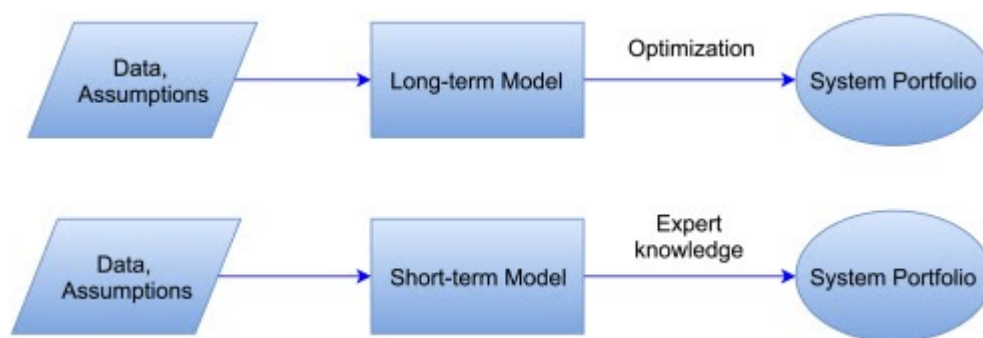 Data,
Assumptions
Long-term Model
Optimization
System Portfolio
Data,
Assumptions
Short-term Model
Expert
knowledge
System Portfolio